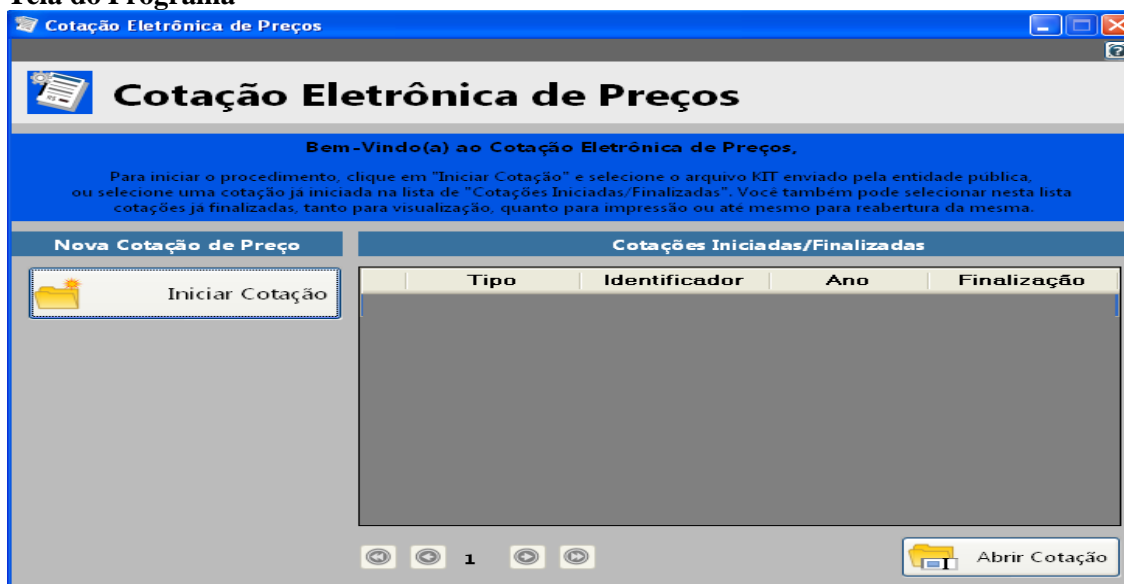 Tela do Programa
Cotação Eletrônica de Preços
Cotação Eletrônica de Preços
Bem-Vindo(a) ao Cotação Eletrônica de Preços,
Para iniciar o procedimento, clique em "Iniciar Cotação" e selecione o arquivo KIT enviado pela entidade pública,
ou selecione uma cotação já iniciada na lista de "Cotações Iniciadas/Finalizadas". Você também pode selecionar nesta lista
cotações já finalizadas, tanto para visualização, quanto para impressão ou até mesmo para reabertura da mesma.
Nova Cotação de Preço
Cotações Iniciadas/Finalizadas
Iniciar Cotação
Tipo Identificador Ano Finalização
1
Abrir Cotação